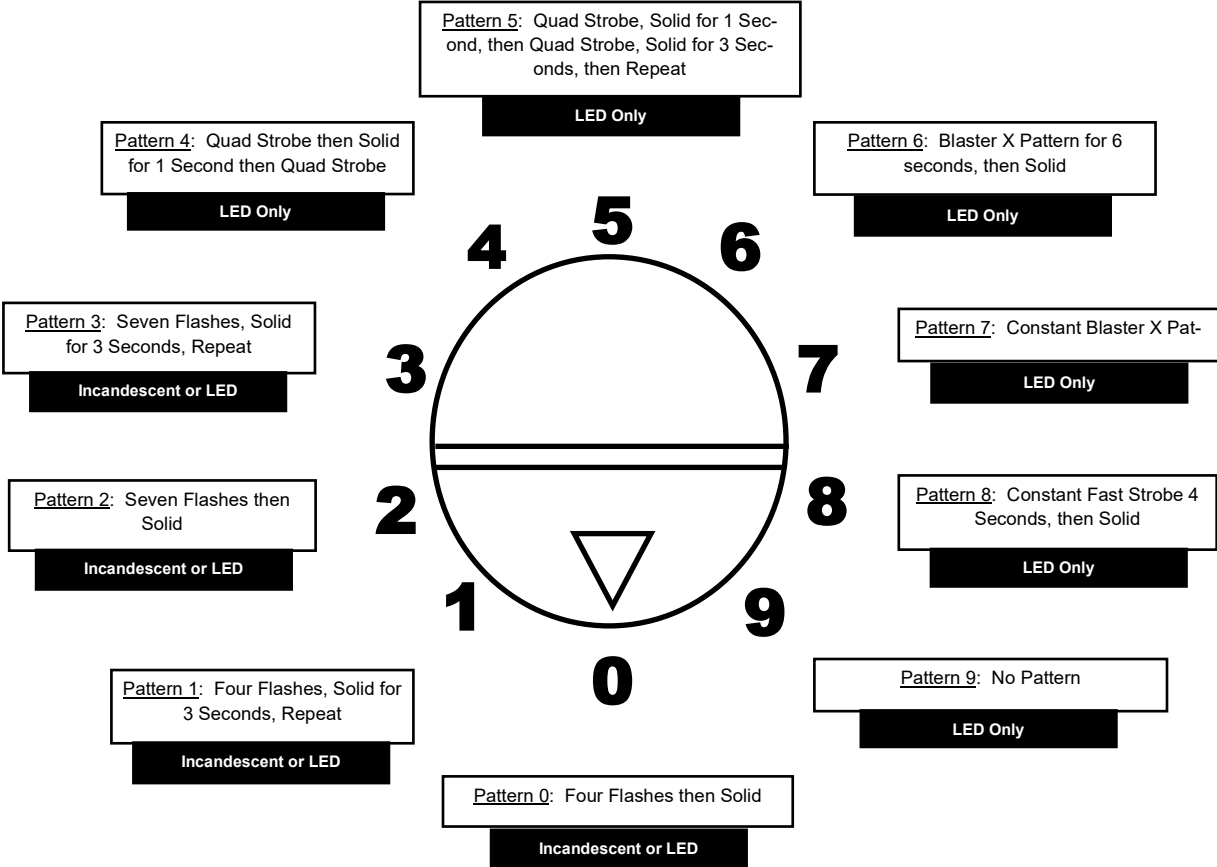 Pattern 5: Quad Strobe, Solid for 1 Sec-
ond, then Quad Strobe, Solid for 3 Sec-
onds, then Repeat
LED Only
Pattern 4: Quad Strobe then Solid
for 1 Second then Quad Strobe
LED Only
Pattern 6: Blaster X Pattern for 6
seconds, then Solid
LED Only
5
4
6
Pattern 3: Seven Flashes, Solid
for 3 Seconds, Repeat
Incandescent or LED
3
7
Pattern 7: Constant Blaster X Pat-
LED Only
Pattern 2: Seven Flashes then
Solid
Incandescent or LED
2
8
Pattern 8: Constant Fast Strobe 4
Seconds, then Solid
LED Only
1
9
0
Pattern 1: Four Flashes, Solid for
3 Seconds, Repeat
Incandescent or LED
Pattern 9: No Pattern
LED Only
Pattern 0: Four Flashes then Solid
Incandescent or LED